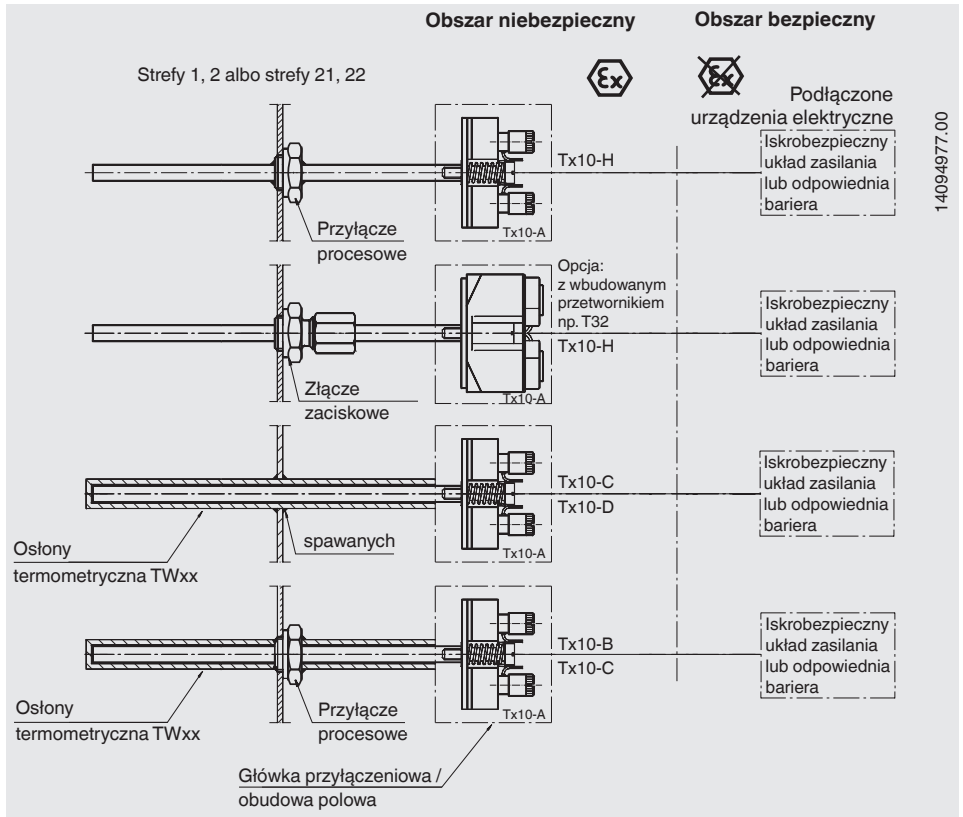 Obszar niebezpieczny
Obszar bezpieczny
Strefy 1, 2 albo strefy 21, 22
Ex
Ex
Podłączone
urządzenia elektryczne
14094977.00
Tx10-H
Tx10-A
Przyłącze
procesowe
Iskrobezpieczny
układ zasilania
lub odpowiednia
bariera
Opcja:
z wbudowanym
przetwornikiem
np. T32
Tx10-H
Tx10-A
Złącze
zaciskowe
Iskrobezpieczny
układ zasilania
lub odpowiednia
bariera
Tx10-C
Tx10-D
Tx10-A
spawanych
Osłony
termometryczna TWxx
Iskrobezpieczny
układ zasilania
lub odpowiednia
bariera
Tx10-B
Tx10-C
Tx10-A
Osłony
termometryczna TWxx
Przyłącze
procesowe
Iskrobezpieczny
układ zasilania
lub odpowiednia
bariera
Główka przyłączeniowa /
obudowa polowa